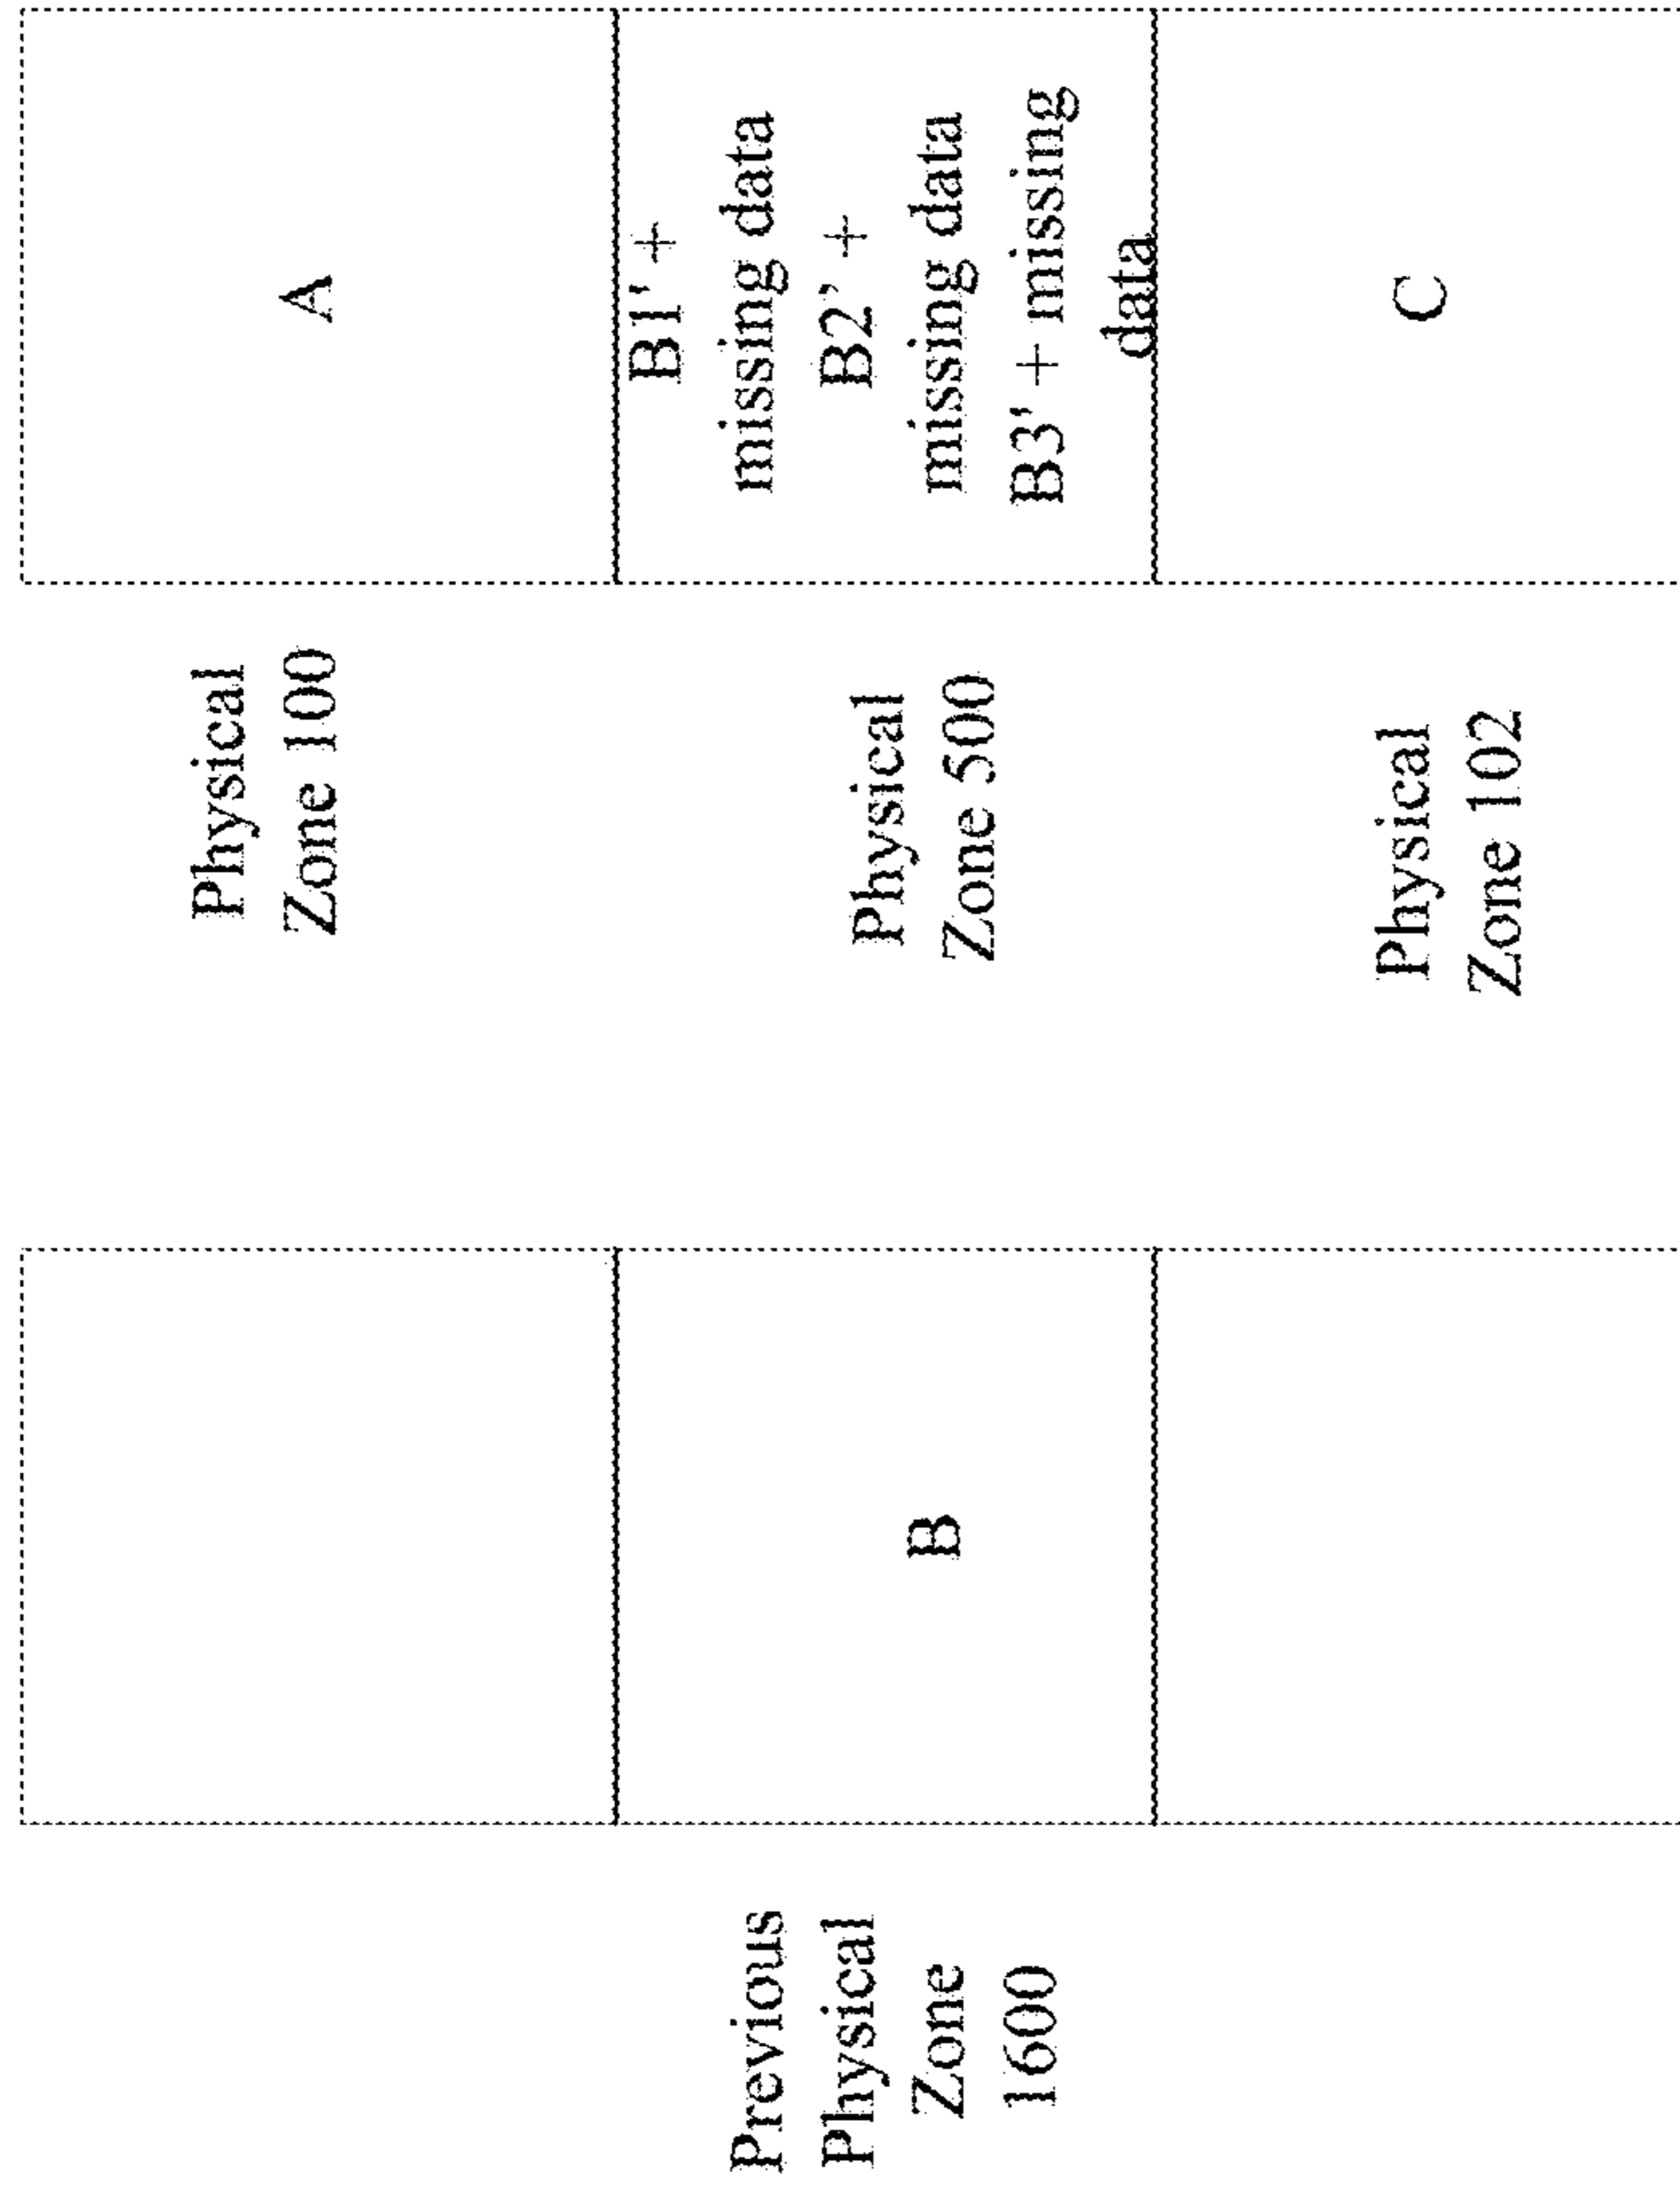 Previous
Physical
Zone
1600
B
Physical
Zone 100
Physical
Zone 500
Physical
Zone 102
A
B1' +
missing data
B2' +
missing data
B3' + missing
data
C